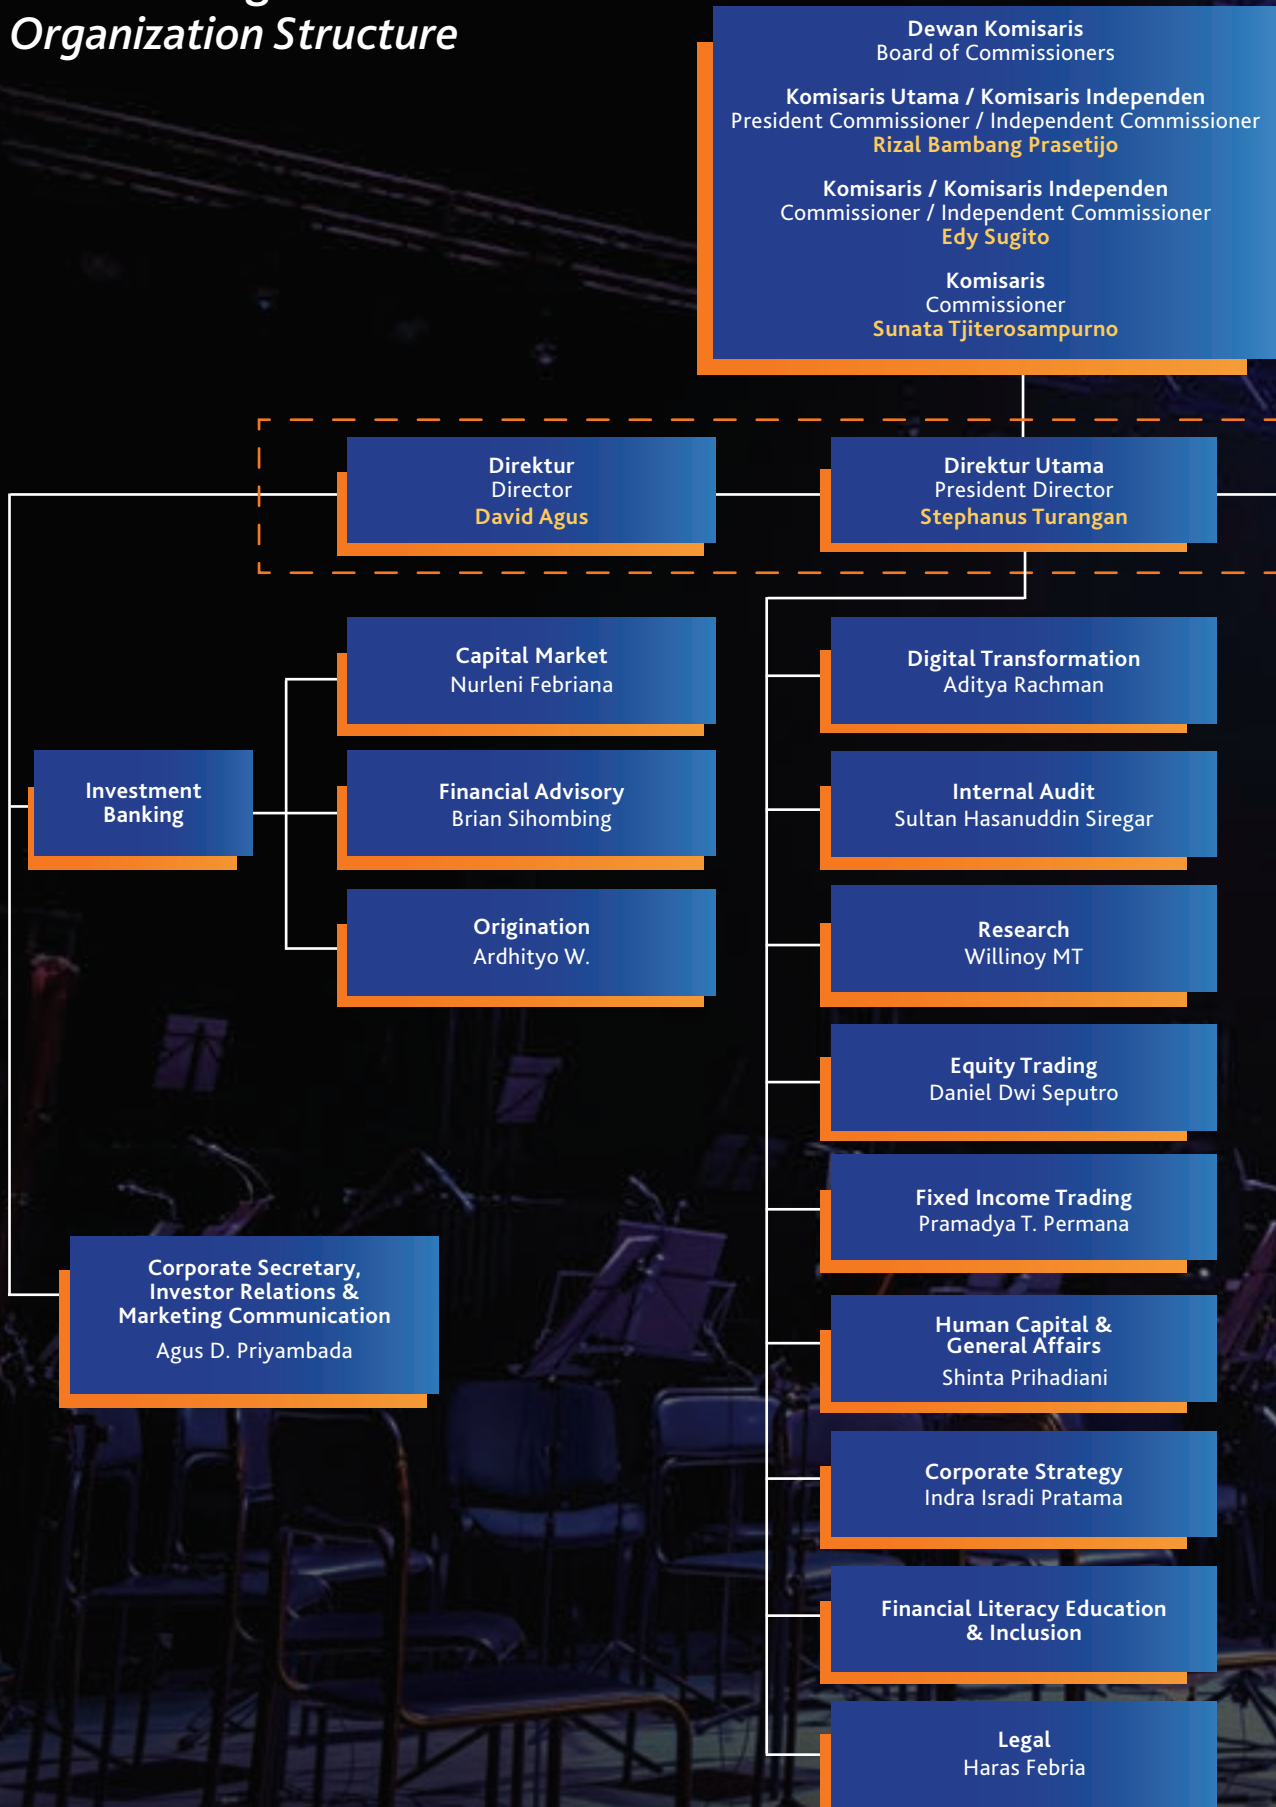 Organization Structure
Dewan Komisaris
Board of Commissioners
Komisaris Utama / Komisaris Independen
President Commissioner / Independent Commissioner
Rizal Bambang Prasetijo
Komisaris / Komisaris Independen
Commissioner / Independent Commissioner
Edy Sugito
Komisaris
Commissioner
Sunata Tjiterosampurno
Direktur
Director
David Agus
Direktur Utama
President Director
Stephanus Turangan
Capital Market
Nurleni Febriana
Investment
Banking
Financial Advisory
Brian Sihombing
Origination
Ardhityo W.
Corporate Secretary,
Investor Relations &
Marketing Communication
Agus D. Priyambada
Digital Transformation
Aditya Rachman
Internal Audit
Sultan Hasanuddin Siregar
Research
Willinoy MT
Equity Trading
Daniel Dwi Seputro
Fixed Income Trading
Pramadya T. Permana
Human Capital &
General Affairs
Shinta Prihadiani
Corporate Strategy
Indra Isradi Pratama
Financial Literacy Education
& Inclusion
Legal
Haras Febria